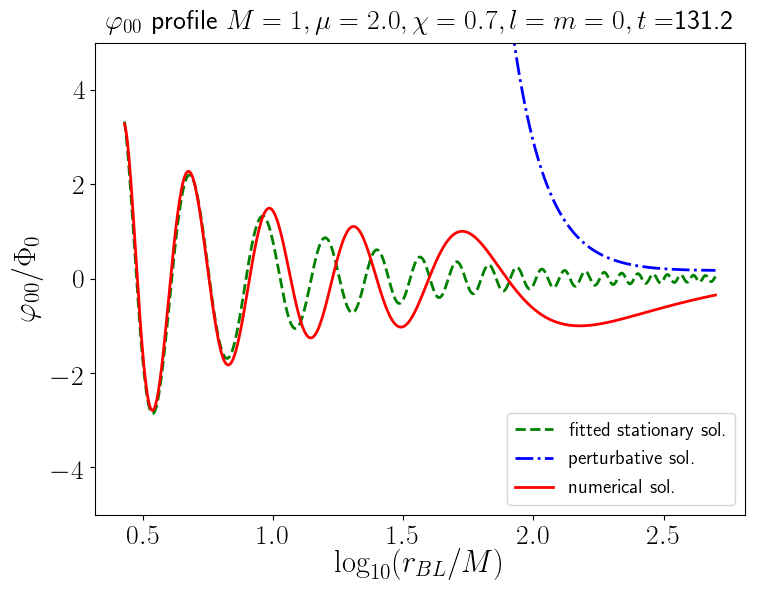 φ₀₀ profile M = 1, μ = 2.0, χ = 0.7, l = m = 0, t =131.2
φ₀₀/Φ₀
4
2
0
−2
−4
fitted stationary sol.
perturbative sol.
numerical sol.
0.5 1.0 1.5 2.0 2.5
log₁₀(r_BL/M)